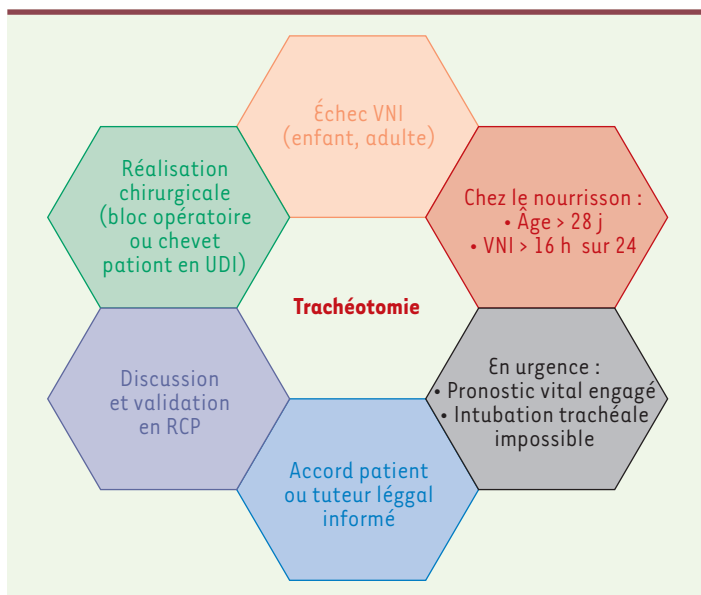 Échec VNI
(enfant, adulte)
Réalisation
chirurgicale
(bloc opératoire
ou chevet
pationt en UDI)
Chez le nourrisson :
• Âge > 28 j
• VNI > 16 h sur 24
Trachéotomie
Discussion
et validation
en RCP
En urgence :
• Pronostic vital engagé
• Intubation trachéale
impossible
Accord patient
ou tuteur léggal
informé